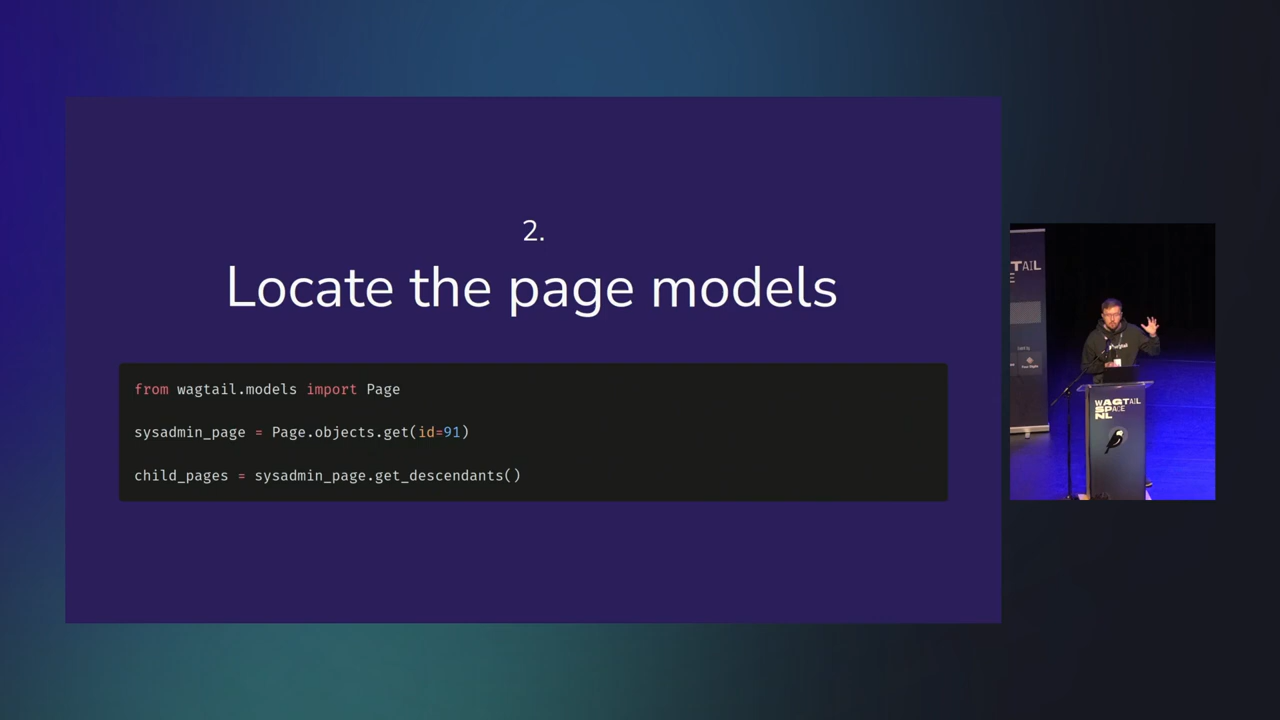 2.
Locate the page models
from wagtail.models import Page
sysadmin_page = Page.objects.get(id=91)
child_pages = sysadmin_page.get_descendants()
WAGTAIL
SPACE
NL